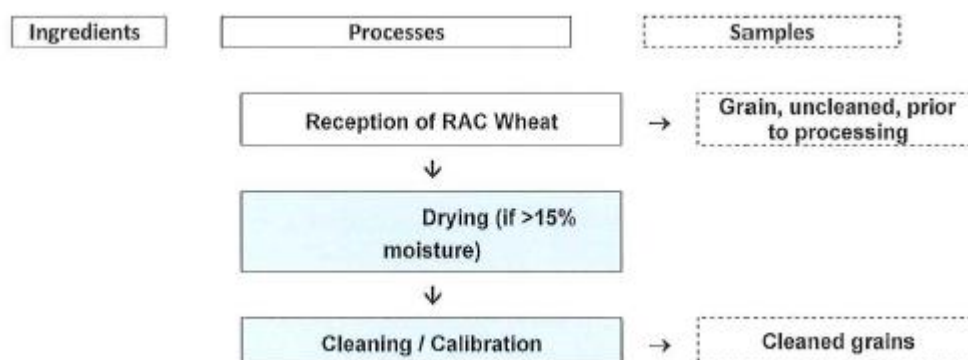 Ingredients Processes Samples
Reception of RAC Wheat → Grain, uncleaned, prior
to processing
Drying (if >15%
moisture)
Cleaning / Calibration → Cleaned grains